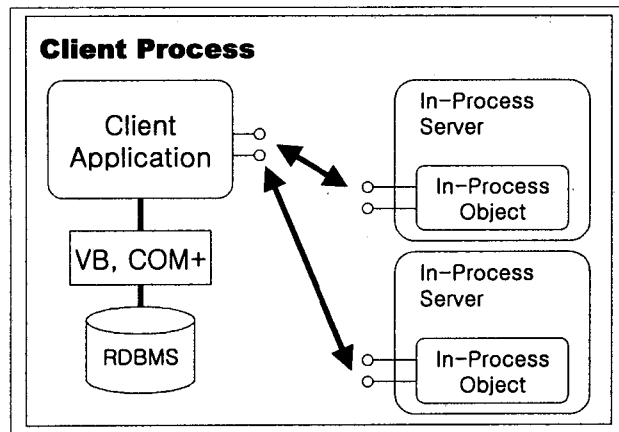 Client Process
Client
Application
VB, COM+
RDBMS
In-Process
Server
In-Process
Object
In-Process
Server
In-Process
Object